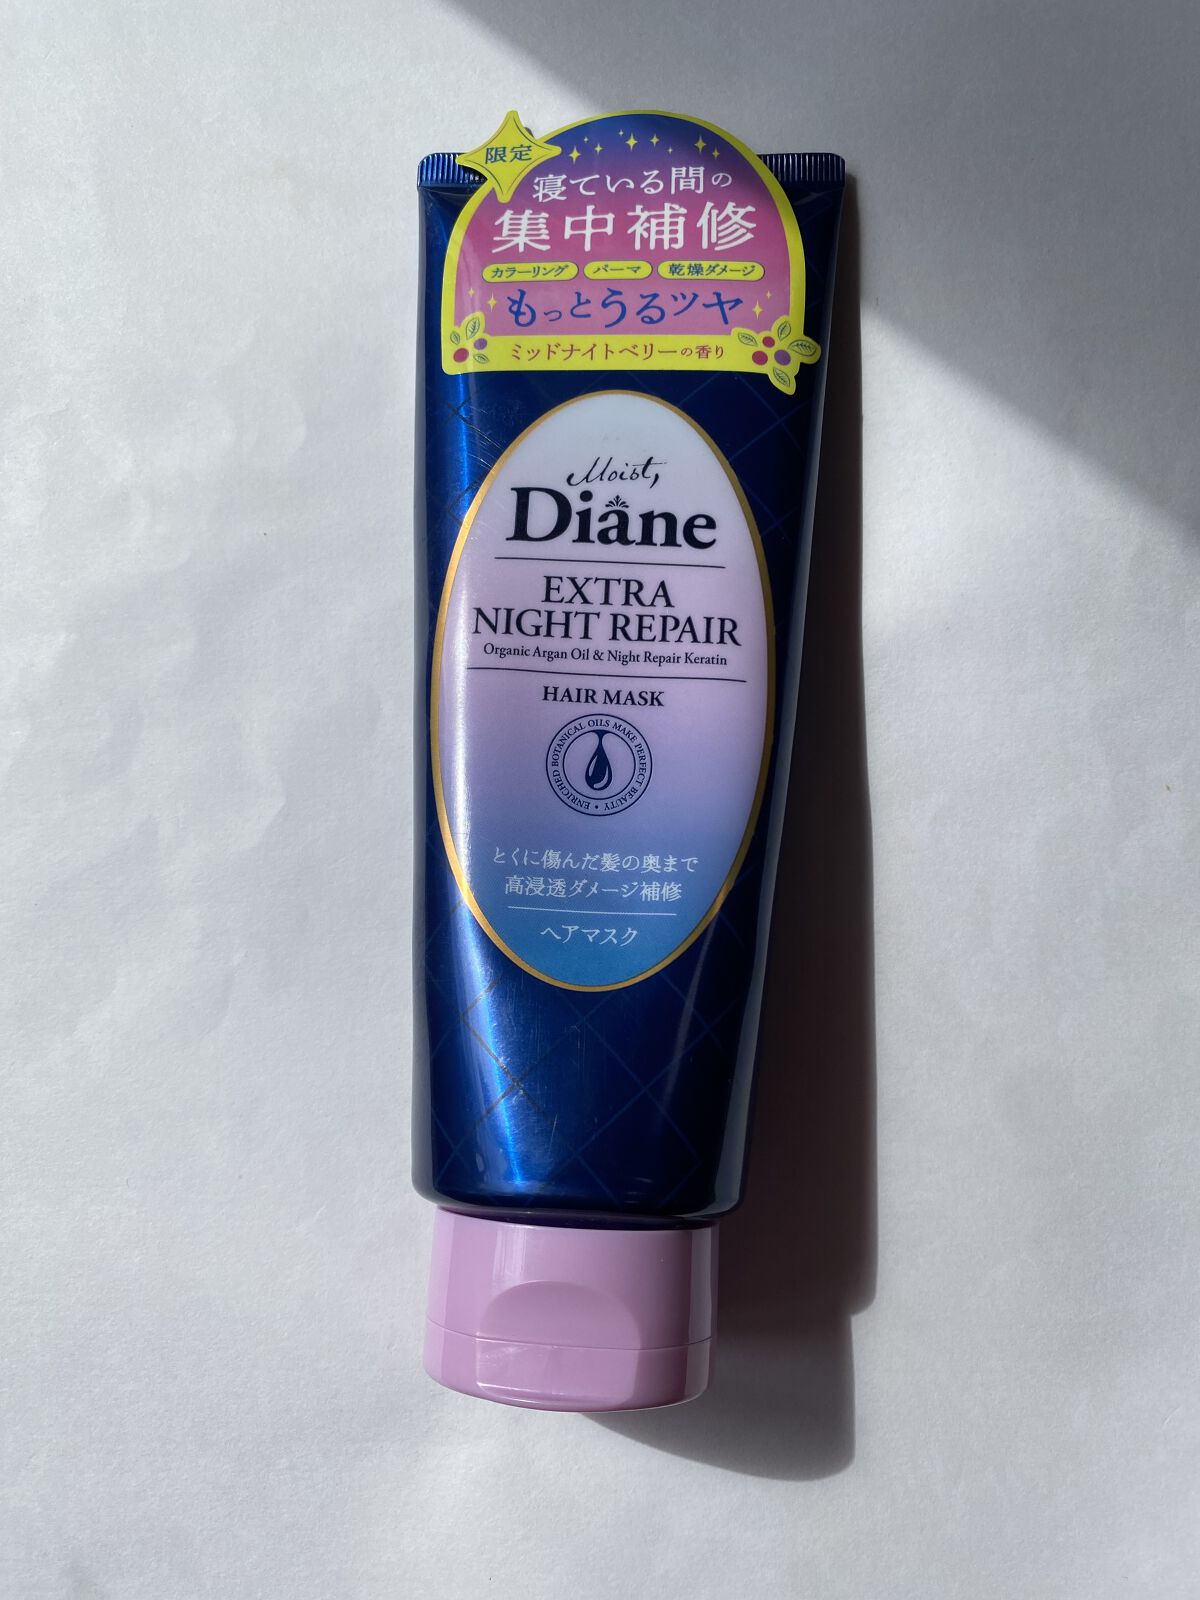 限定
寝ている間の
集中補修
カラーリング パーマ 乾燥ダメージ
もっとうるツヤ
ミッドナイトベリーの香り
Moist,
Diane
EXTRA
NIGHT REPAIR
Organic Argan Oil & Night Repair Keratin
HAIR MASK
ENRICHED BOTANICAL OILS MAKE PERFECT BEAUTY •
とくに傷んだ髪の奥まで
高浸透ダメージ補修
ヘアマスク